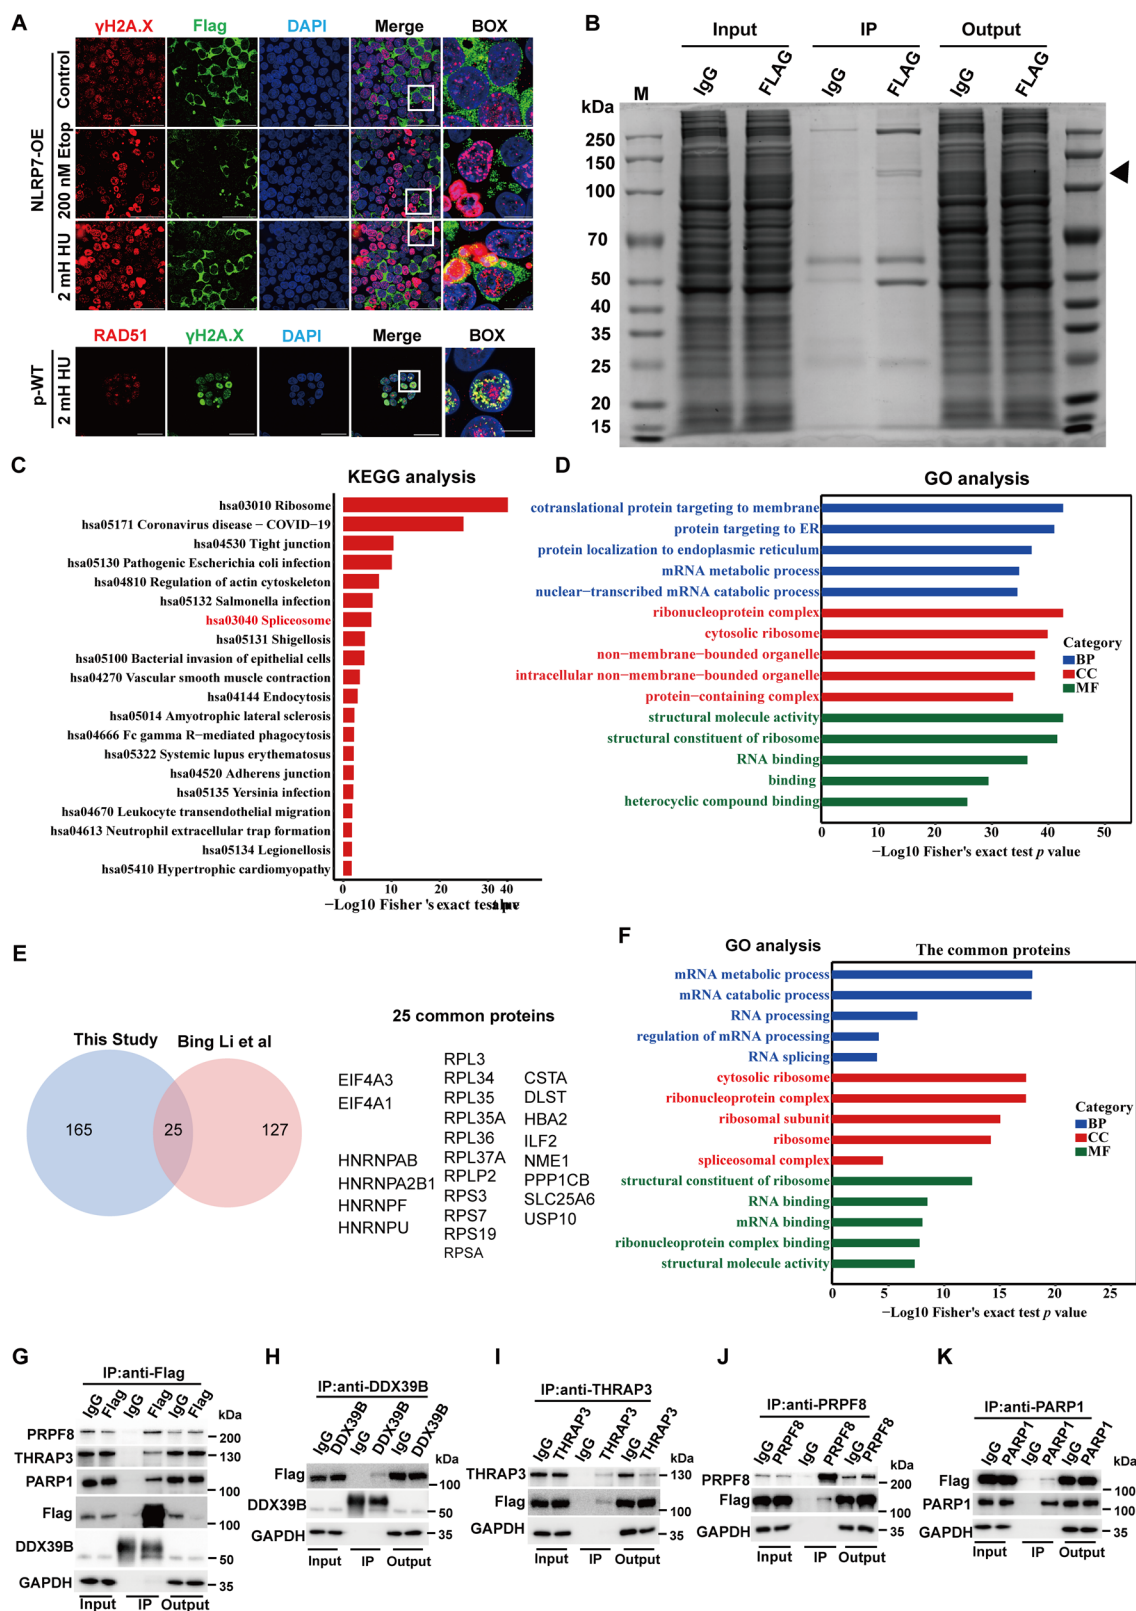 A
γH2A.X Flag DAPI Merge BOX
NLRP7-OE
Control
200 nM Etop
2 mH HU
RAD51 γH2A.X DAPI Merge BOX
p-WT
2 mH HU
B
Input IP Output
M IgG FLAG IgG FLAG IgG FLAG
kDa
250
150
100
70
50
40
35
25
20
15
C
KEGG analysis
hsa03010 Ribosome
hsa05171 Coronavirus disease − COVID−19
hsa04530 Tight junction
hsa05130 Pathogenic Escherichia coli infection
hsa04810 Regulation of actin cytoskeleton
hsa05132 Salmonella infection
hsa03040 Spliceosome
hsa05131 Shigellosis
hsa05100 Bacterial invasion of epithelial cells
hsa04270 Vascular smooth muscle contraction
hsa04144 Endocytosis
hsa05014 Amyotrophic lateral sclerosis
hsa04666 Fc gamma R−mediated phagocytosis
hsa05322 Systemic lupus erythematosus
hsa04520 Adherens junction
hsa05135 Yersinia infection
hsa04670 Leukocyte transendothelial migration
hsa04613 Neutrophil extracellular trap formation
hsa05134 Legionellosis
hsa05410 Hypertrophic cardiomyopathy
0 10 20 30 40
−Log10 Fisher's exact test
D
GO analysis
cotranslational protein targeting to membrane
protein targeting to ER
protein localization to endoplasmic reticulum
mRNA metabolic process
nuclear−transcribed mRNA catabolic process
ribonucleoprotein complex
cytosolic ribosome
non−membrane−bounded organelle
intracellular non−membrane−bounded organelle
protein−containing complex
structural molecule activity
structural constituent of ribosome
RNA binding
binding
heterocyclic compound binding
Category
BP
CC
MF
0 10 20 30 40 50
−Log10 Fisher's exact test p value
E
This Study
Bing Li et al
165 25 127
25 common proteins
EIF4A3
EIF4A1
HNRNPAB
HNRNPA2B1
HNRNPF
HNRNPU
RPL3
RPL34
RPL35
RPL35A
RPL36
RPL37A
RPLP2
RPS3
RPS7
RPS19
RPSA
CSTA
DLST
HBA2
ILF2
NME1
PPP1CB
SLC25A6
USP10
F
GO analysis
The common proteins
mRNA metabolic process
mRNA catabolic process
RNA processing
regulation of mRNA processing
RNA splicing
cytosolic ribosome
ribonucleoprotein complex
ribosomal subunit
ribosome
spliceosomal complex
structural constituent of ribosome
RNA binding
mRNA binding
ribonucleoprotein complex binding
structural molecule activity
Category
BP
CC
MF
0 5 10 15 20 25
−Log10 Fisher's exact test p value
G
IP:anti-Flag
IgG Flag IgG Flag IgG Flag
kDa
PRPF8 200
THRAP3 130
PARP1 100
Flag 100
DDX39B 50
GAPDH 35
Input IP Output
H
IP:anti-DDX39B
IgG DDX39B IgG DDX39B IgG DDX39B
kDa
Flag 100
DDX39B 50
GAPDH 35
Input IP Output
I
IP:anti-THRAP3
IgG THRAP3 IgG THRAP3 IgG THRAP3
kDa
THRAP3 130
Flag 100
GAPDH 35
Input IP Output
J
IP:anti-PRPF8
IgG PRPF8 IgG PRPF8 IgG PRPF8
kDa
PRPF8 200
Flag 100
GAPDH 35
Input IP Output
K
IP:anti-PARP1
IgG PARP1 IgG PARP1 IgG PARP1
kDa
Flag 100
PARP1 100
GAPDH 35
Input IP Output